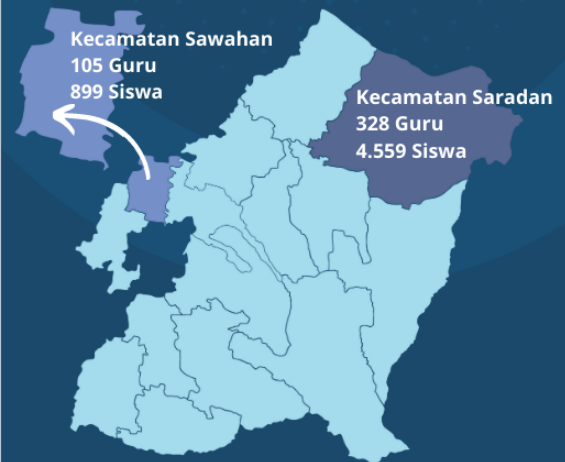 Kecamatan Sawahan
105 Guru
899 Siswa
Kecamatan Saradan
328 Guru
4.559 Siswa